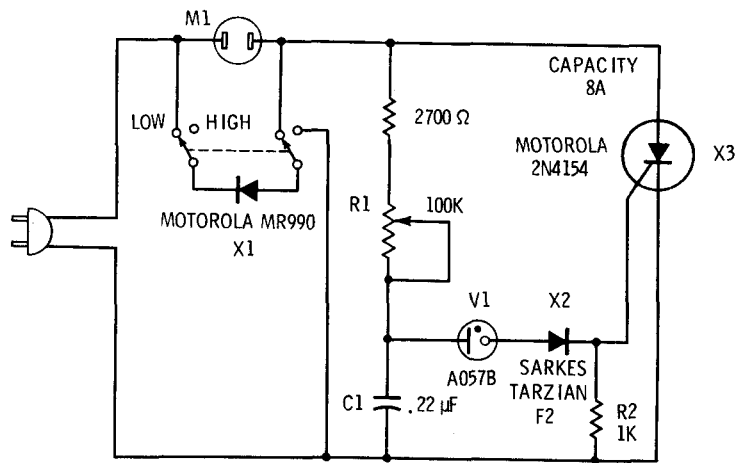 M1
CAPACITY
8A
LOW
HIGH
2700 Ω
MOTOROLA
2N4154
X3
MOTOROLA MR990
X1
R1
100K
V1
X2
A057B
SARKES
TARZIAN
F2
C1
.22 µF
R2
1K